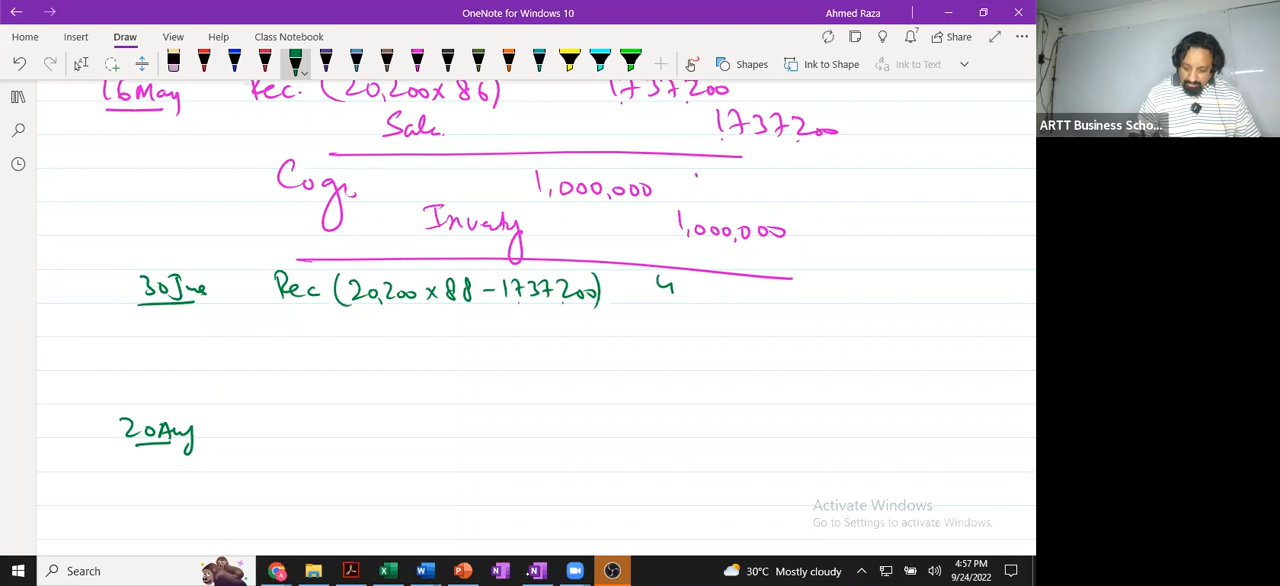 OneNote for Windows 10
Ahmed Raza
Home Insert Draw View Help Class Notebook
Share
Shapes Ink to Shape Ink to Text
16 May Rec. (20,200 x 86) 1737200
Sale. 1737200
Cogs 1,000,000
Inventy 1,000,000
30 June Rec (20,200 x 88 - 1737200) 4
20 Aug
Activate Windows
Go to Settings to activate Windows.
ARTT Business Scho...
Search
30°C Mostly cloudy
4:57 PM
9/24/2022